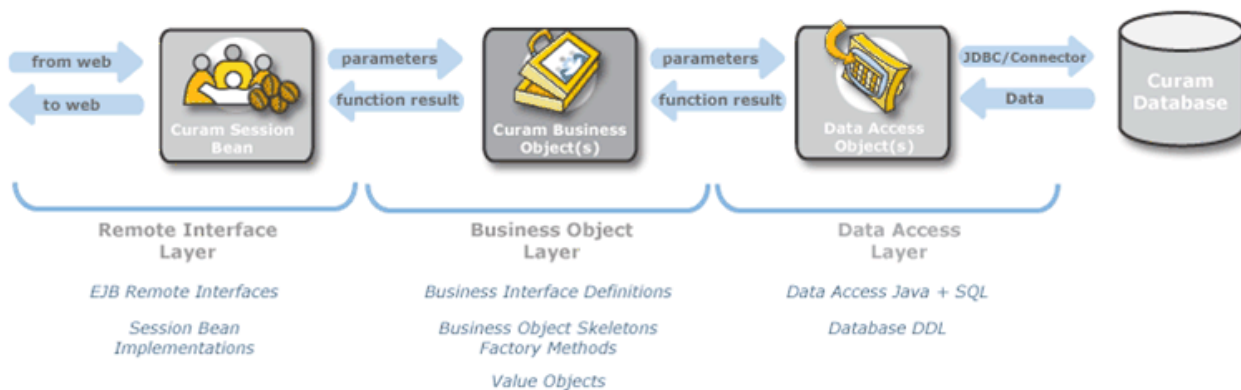 from web
to web
Curam Session
Bean
parameters
function result
Curam Business
Object(s)
parameters
function result
Data Access
Object(s)
JDBC/Connector
Data
Curam
Database
Remote Interface
Layer
EJB Remote Interfaces
Session Bean
Implementations
Business Object
Layer
Business Interface Definitions
Business Object Skeletons
Factory Methods
Value Objects
Data Access
Layer
Data Access Java + SQL
Database DDL